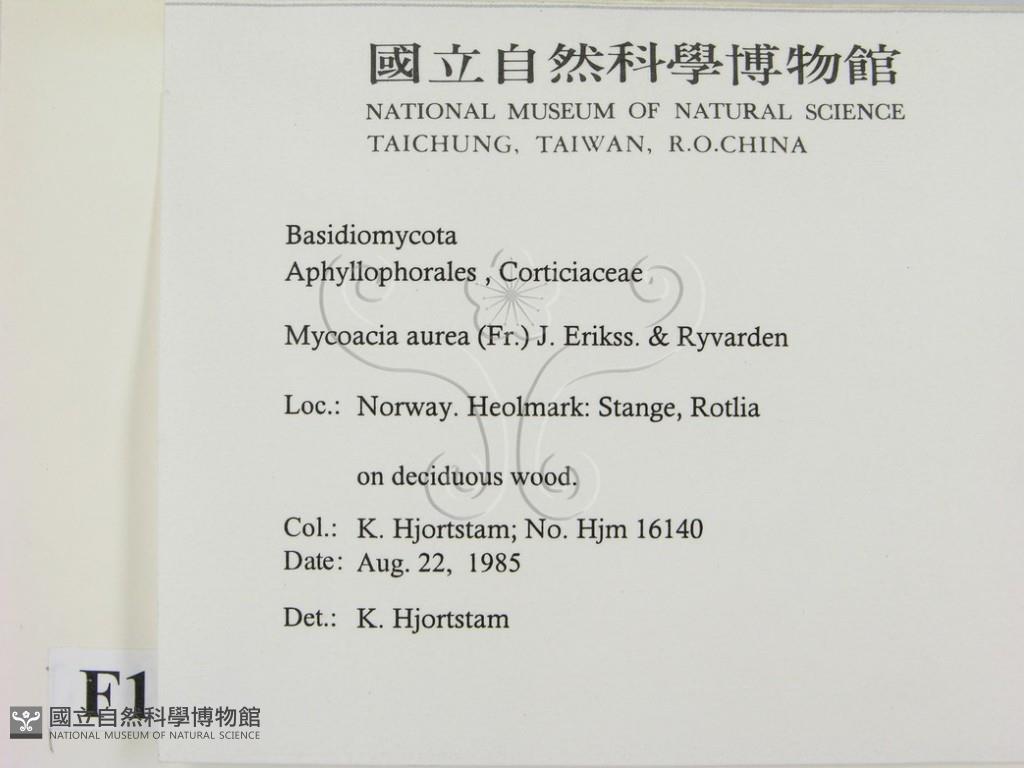 國立自然科學博物館
NATIONAL MUSEUM OF NATURAL SCIENCE
TAICHUNG, TAIWAN, R.O.CHINA
Basidiomycota
Aphyllophorales , Corticiaceae
Mycoacia aurea (Fr.) J. Erikss. & Ryvarden
Loc.: Norway. Heolmark: Stange, Rotlia
on deciduous wood.
Col.: K. Hjortstam; No. Hjm 16140
Date: Aug. 22, 1985
Det.: K. Hjortstam
F1
國立自然科學博物館
NATIONAL MUSEUM OF NATURAL SCIENCE